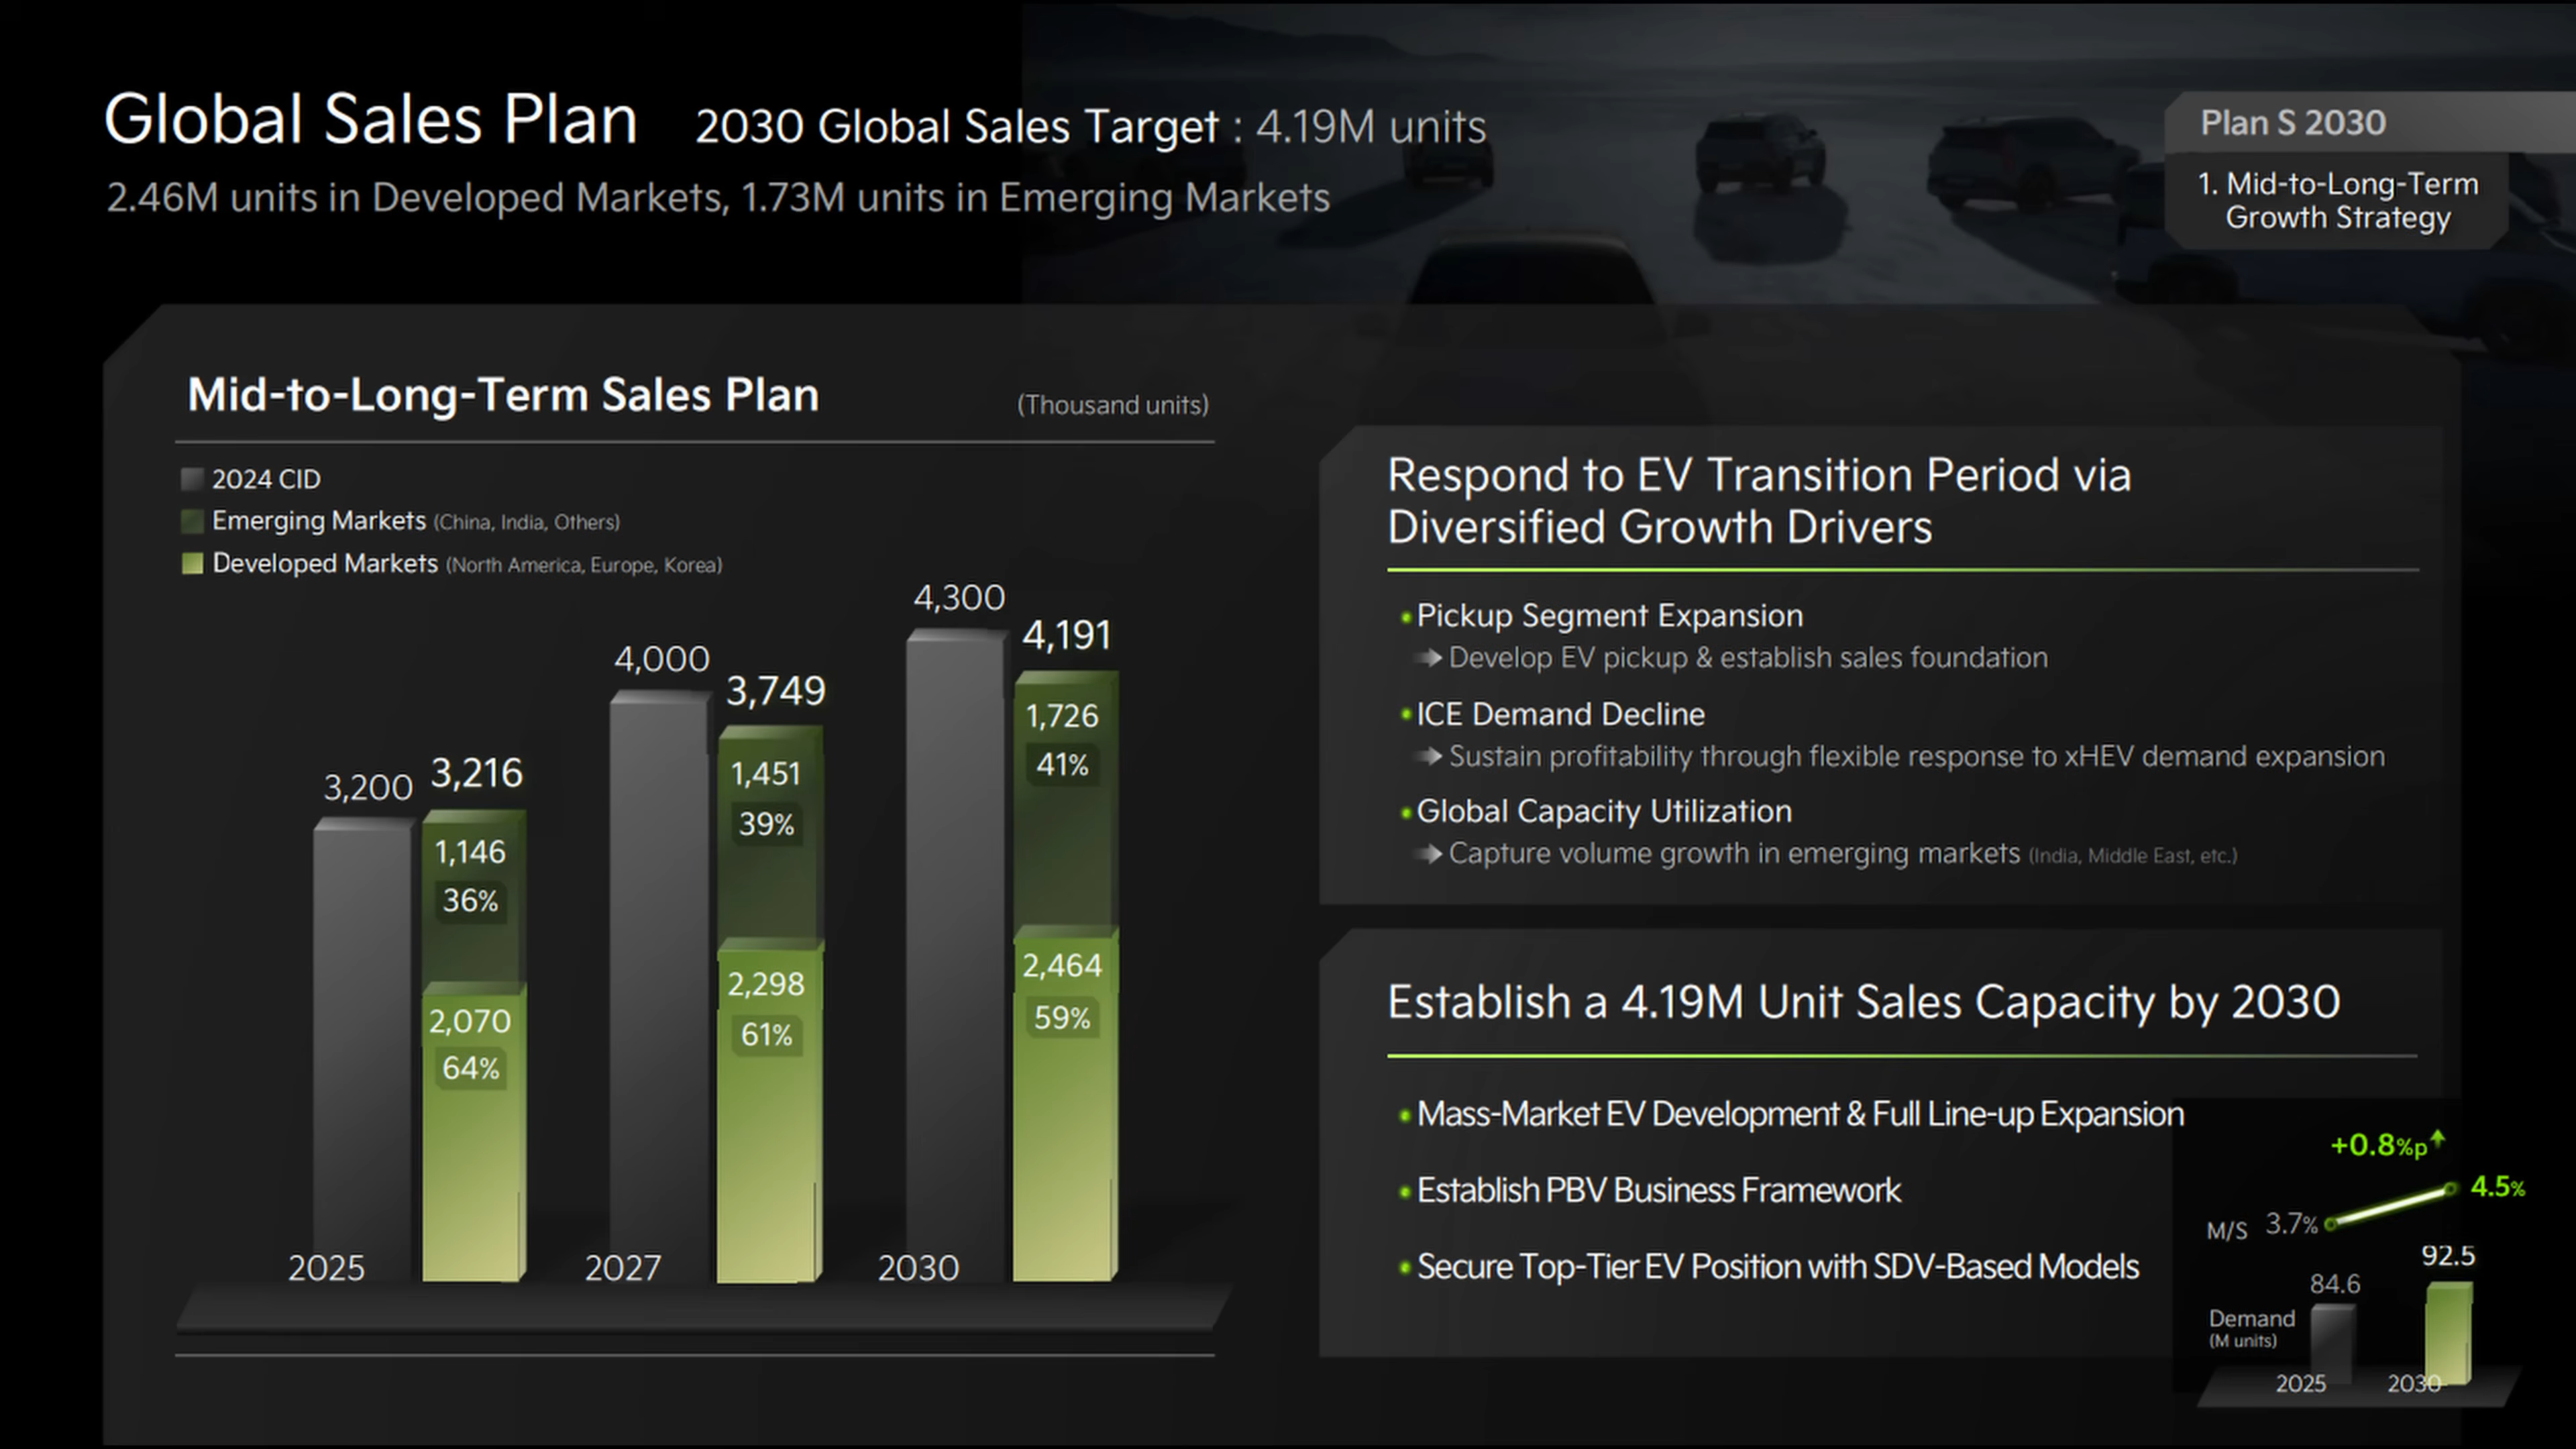 Global Sales Plan 2030 Global Sales Target : 4.19M units
2.46M units in Developed Markets, 1.73M units in Emerging Markets
Plan S 2030
1. Mid-to-Long-Term
Growth Strategy
Mid-to-Long-Term Sales Plan (Thousand units)
2024 CID
Emerging Markets (China, India, Others)
Developed Markets (North America, Europe, Korea)
3,200
3,216
1,146
36%
2,070
64%
2025
4,000
3,749
1,451
39%
2,298
61%
2027
4,300
4,191
1,726
41%
2,464
59%
2030
Respond to EV Transition Period via
Diversified Growth Drivers
•Pickup Segment Expansion
➔ Develop EV pickup & establish sales foundation
•ICE Demand Decline
➔ Sustain profitability through flexible response to xHEV demand expansion
•Global Capacity Utilization
➔ Capture volume growth in emerging markets (India, Middle East, etc.)
Establish a 4.19M Unit Sales Capacity by 2030
•Mass-Market EV Development & Full Line-up Expansion
•Establish PBV Business Framework
•Secure Top-Tier EV Position with SDV-Based Models
+0.8%p↑
M/S 3.7% 4.5%
84.6 92.5
Demand
(M units)
2025 2030